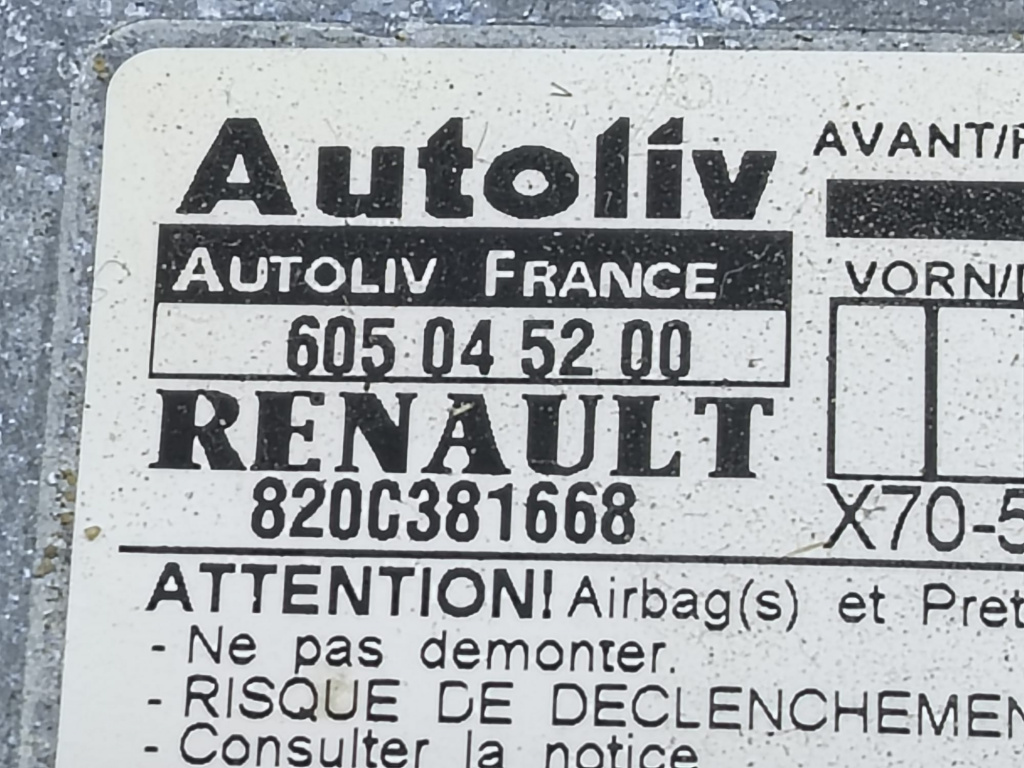 Autoliv
AUTOLIV FRANCE
605 04 52 00
RENAULT
8200381668
AVANT/
VORN/
X70-5
ATTENTION! Airbag(s) et Pret
- Ne pas demonter.
- RISQUE DE DECLENCHEMEN
- Consulter la notice